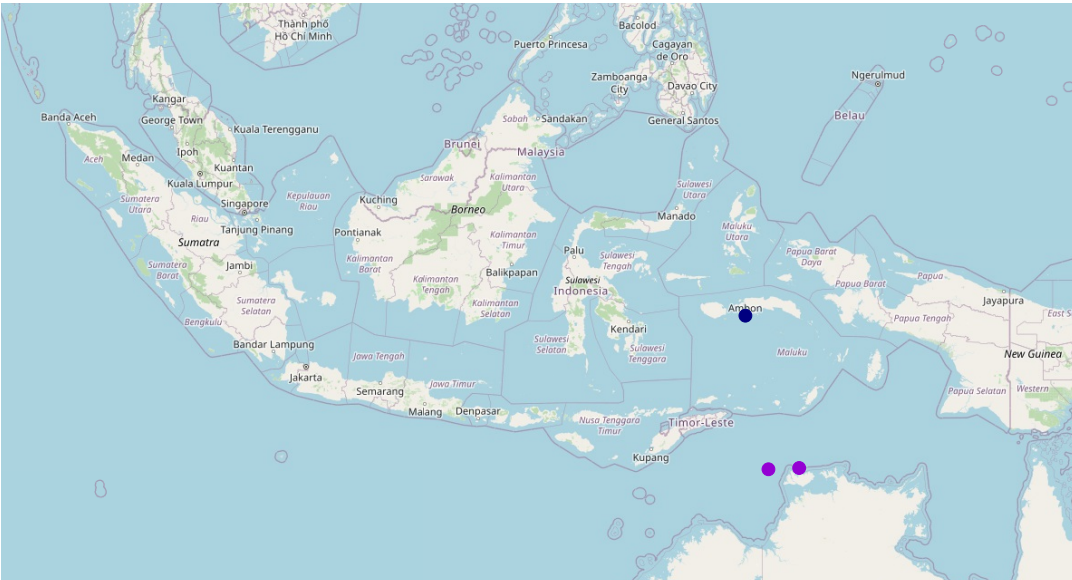 Thành phố
Hồ Chí Minh
Bacolod
Puerto Princesa
Cagayan
de Oro
Zamboanga
City
Davao City
Ngerulmud
Kangar
Banda Aceh
George Town
Kuala Terengganu
Sabah
Sandakan
General Santos
Belau
Brunei
Malaysia
Ipoh
Medan
Aceh
Kuantan
Kuala Lumpur
Sarawak
Kalimantan
Utara
Sulawesi
Utara
Sumatera
Utara
Kepulauan
Riau
Singapore
Kuching
Borneo
Manado
Riau
Tanjung Pinang
Pontianak
Maluku
Utara
Sumatra
Kalimantan
Timur
Palu
Papua Barat
Daya
Sumatera
Barat
Jambi
Kalimantan
Barat
Balikpapan
Sulawesi
Tengah
Kalimantan
Tengah
Sulawesi
Indonesia
Papua
Papua Barat
Sumatera
Selatan
Kalimantan
Selatan
Jayapura
Ambon
Bengkulu
Papua Tengah
East S
Kendari
Bandar Lampung
Sulawesi
Selatan
Sulawesi
Tenggara
Maluku
New Guinea
Jawa Tengah
Jakarta
Semarang
Jawa Timur
Papua Selatan
Western
Malang
Denpasar
Nusa Tenggara
Timur
Timor-Leste
Kupang